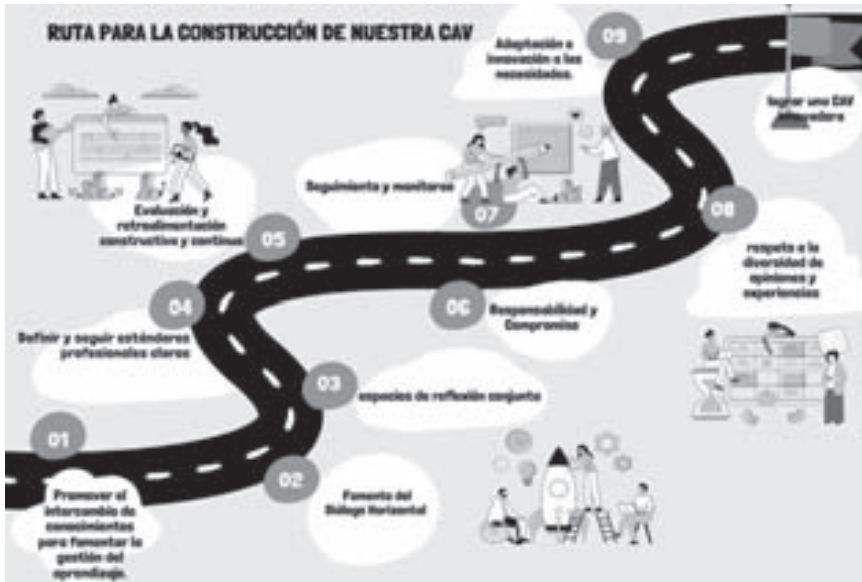 RUTA PARA LA CONSTRUCCIÓN DE NUESTRA CAV
01
Promover el
intercambio de
conocimientos
para fomentar la
gestión del
aprendizaje.
02
Fomento del
Diálogo Horizontal
03
espacios de reflexión conjunta
04
Definir y seguir estándares
profesionales claros
05
Evaluación y
retroalimentación
constructiva y continua
06
Responsabilidad y
Compromiso
07
Seguimiento y monitoreo
08
respeto a la
diversidad de
opiniones y
experiencias
09
Adaptación e
innovación a las
necesidades.
lograr una CAV
innovadora